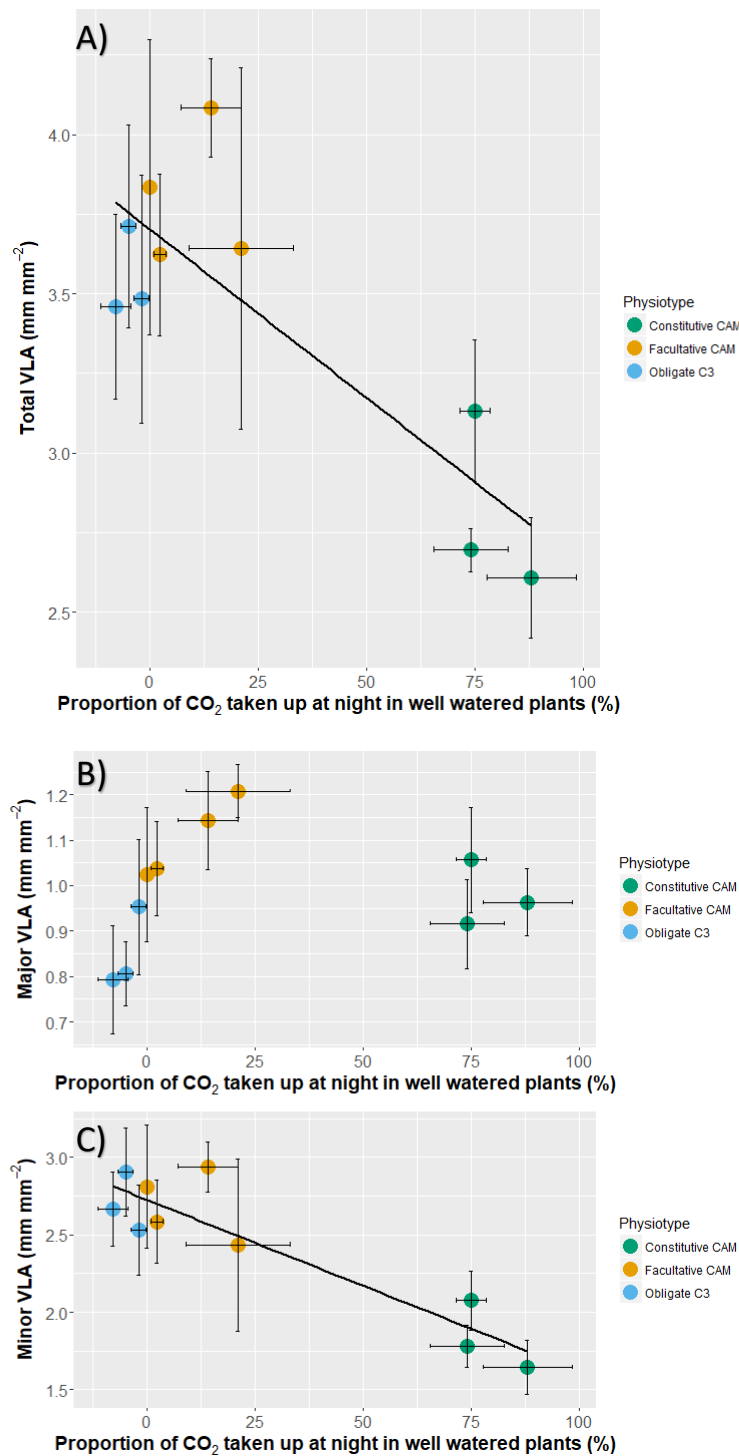 A)
4.0
3.5
3.0
2.5
Total VLA (mm mm⁻²)
0 25 50 75 100
Proportion of CO₂ taken up at night in well watered plants (%)
Physiotype
Constitutive CAM
Facultative CAM
Obligate C3
B)
1.2
1.1
1.0
0.9
0.8
0.7
Major VLA (mm mm⁻²)
0 25 50 75 100
Proportion of CO₂ taken up at night in well watered plants (%)
Physiotype
Constitutive CAM
Facultative CAM
Obligate C3
C)
3.0
2.5
2.0
1.5
Minor VLA (mm mm⁻²)
0 25 50 75 100
Proportion of CO₂ taken up at night in well watered plants (%)
Physiotype
Constitutive CAM
Facultative CAM
Obligate C3